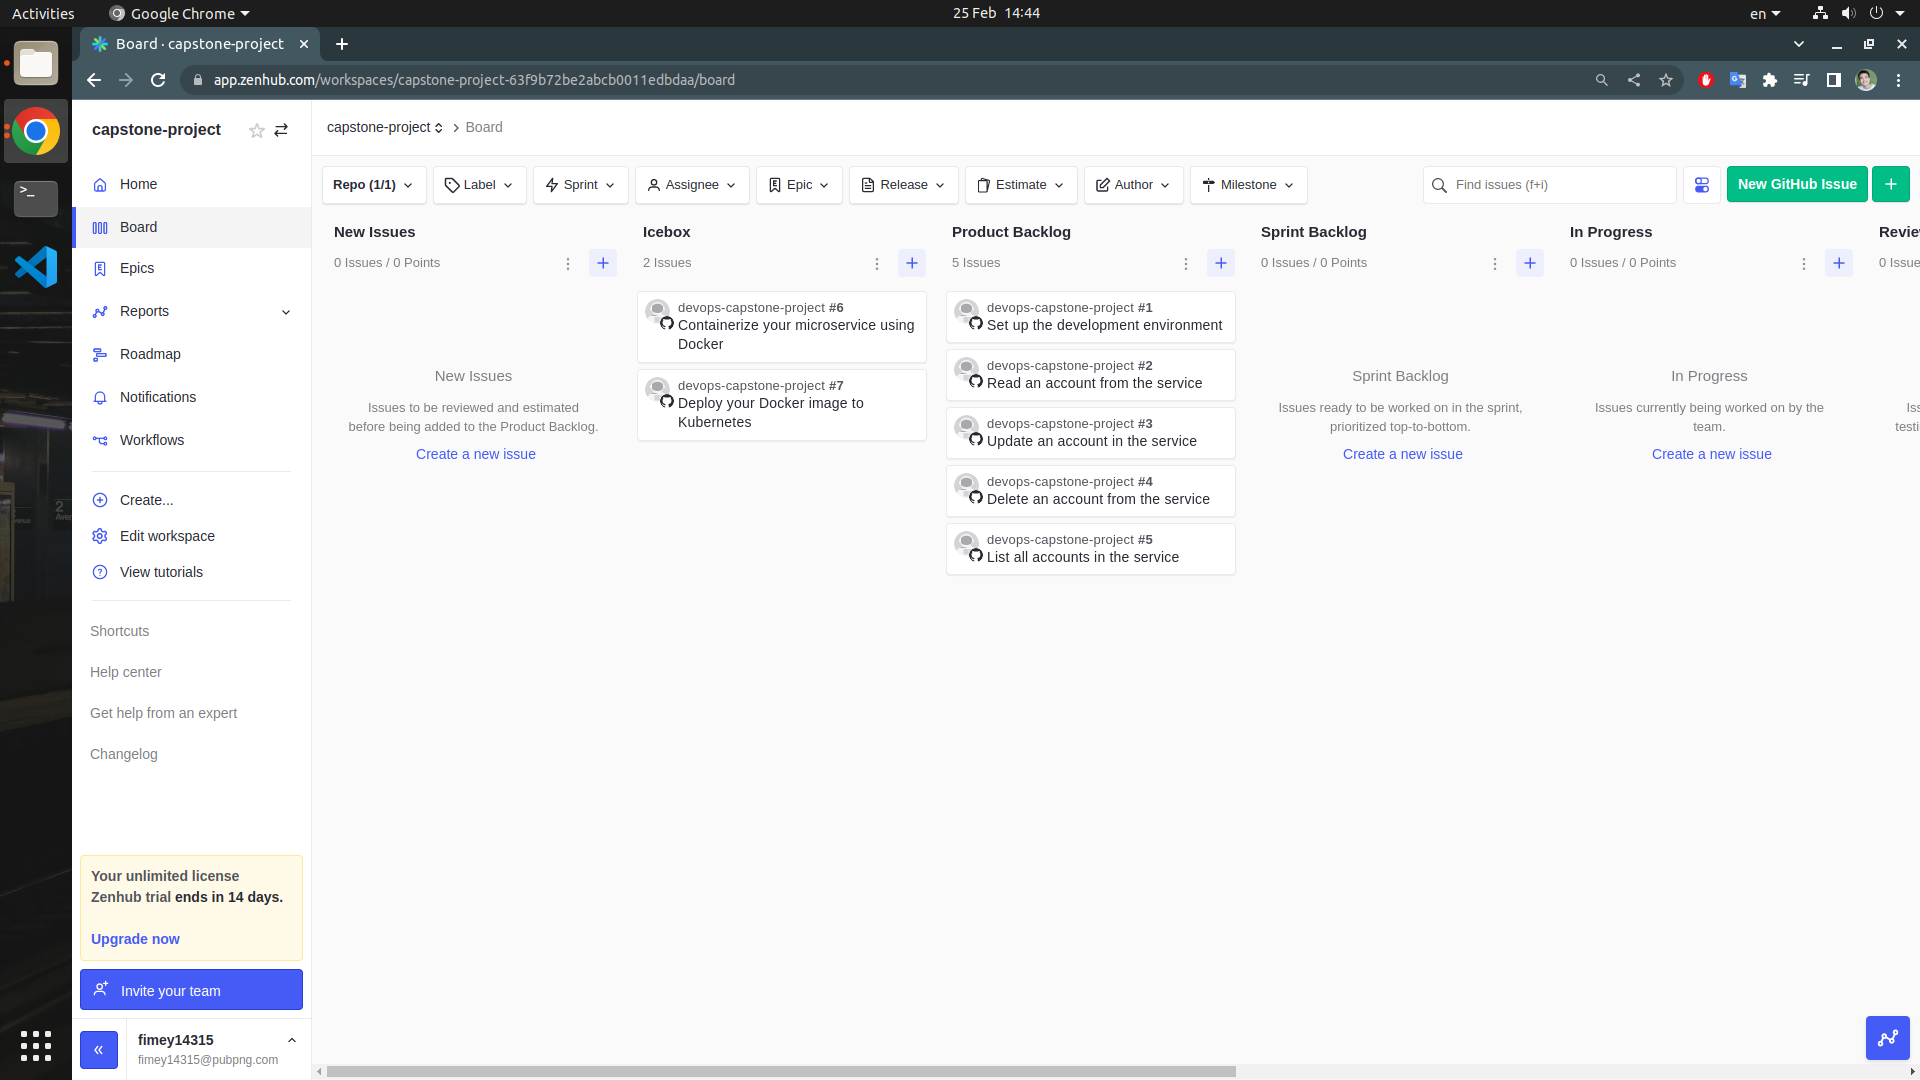 Activities
Google Chrome
25 Feb 14:44
en
Board · capstone-project
app.zenhub.com/workspaces/capstone-project-63f9b72be2abcb0011edbdaa/board
capstone-project
Home
Board
Epics
Reports
Roadmap
Notifications
Workflows
Create...
Edit workspace
View tutorials
Shortcuts
Help center
Get help from an expert
Changelog
Your unlimited license
Zenhub trial ends in 14 days.
Upgrade now
Invite your team
fimey14315
fimey14315@pubpng.com
capstone-project
Board
Repo (1/1)
Label
Sprint
Assignee
Epic
Release
Estimate
Author
Milestone
Find issues (f+i)
New GitHub Issue
New Issues
0 Issues / 0 Points
New Issues
Issues to be reviewed and estimated
before being added to the Product Backlog.
Create a new issue
Icebox
2 Issues
devops-capstone-project #6
Containerize your microservice using
Docker
devops-capstone-project #7
Deploy your Docker image to
Kubernetes
Product Backlog
5 Issues
devops-capstone-project #1
Set up the development environment
devops-capstone-project #2
Read an account from the service
devops-capstone-project #3
Update an account in the service
devops-capstone-project #4
Delete an account from the service
devops-capstone-project #5
List all accounts in the service
Sprint Backlog
0 Issues / 0 Points
Sprint Backlog
Issues ready to be worked on in the sprint,
prioritized top-to-bottom.
Create a new issue
In Progress
0 Issues / 0 Points
In Progress
Issues currently being worked on by the
team.
Create a new issue